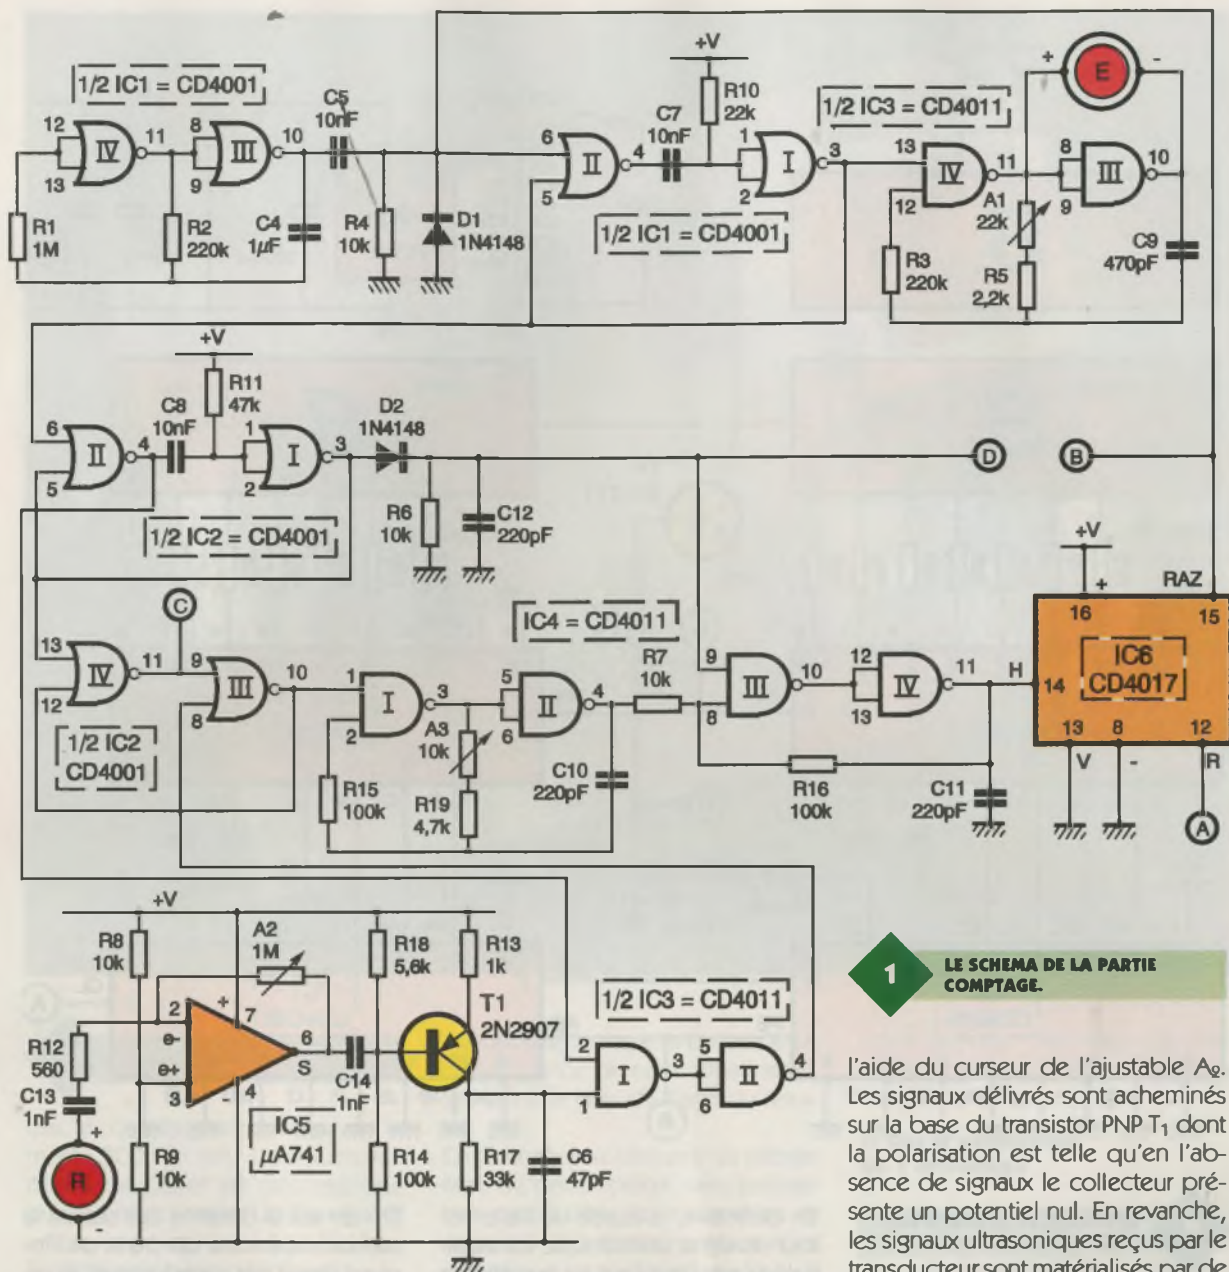 1/2 IC1 = CD4001
12
13
IV
11
8
9
III
10
C5
10nF
R1
1M
R2
220k
C4
1µF
R4
10k
D1
1N4148
6
5
II
4
C7
10nF
+V
R10
22k
1
2
I
3
1/2 IC1 = CD4001
1/2 IC3 = CD4011
13
12
IV
11
A1
22k
R3
220k
R5
2,2k
+
E
-
8
9
III
10
C9
470pF
+V
R11
47k
C8
10nF
6
5
II
4
1
2
I
3
D2
1N4148
1/2 IC2 = CD4001
R6
10k
C12
220pF
D
B
C
13
12
IV
11
9
8
III
10
1/2 IC2
CD4001
IC4 = CD4011
1
2
I
3
A3
10k
R15
100k
R19
4,7k
5
6
II
4
C10
220pF
R7
10k
9
8
III
10
12
13
IV
11
H
R16
100k
C11
220pF
+V
+
RAZ
16
15
IC6
CD4017
14
13
8
12
V
-
R
A
+V
R8
10k
A2
1M
R18
5,6k
R13
1k
T1
2N2907
2
e-
e+
3
+
7
6
S
4
-
R12
560
C13
1nF
+
R
-
R9
10k
IC5
µA741
C14
1nF
R14
100k
R17
33k
C6
47pF
1/2 IC3 = CD4011
2
1
I
3
5
6
II
4
1
LE SCHEMA DE LA PARTIE
COMPTAGE.
l'aide du curseur de l'ajustable A₂.
Les signaux délivrés sont acheminés
sur la base du transistor PNP T₁ dont
la polarisation est telle qu'en l'ab-
sence de signaux le collecteur pré-
sente un potentiel nul. En revanche,
les signaux ultrasoniques reçus par le
transducteur sont matérialisés par de